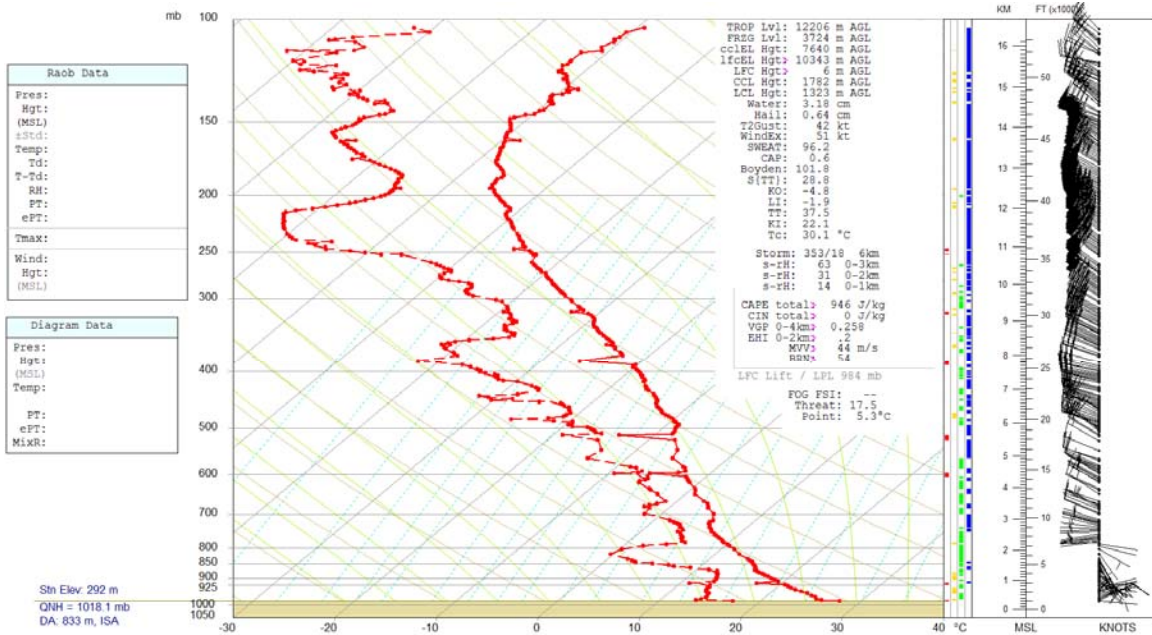 mb
100
150
200
250
300
400
500
600
700
800
850
900
925
1000
1050
-30
-20
-10
0
10
20
30
40
°C
Raob Data
Pres:
Hgt:
(MSL)
±Std:
Temp:
Td:
T-Td:
RH:
PT:
ePT:
Tmax:
Wind:
Hgt:
(MSL)
Diagram Data
Pres:
Hgt:
(MSL)
Temp:
PT:
ePT:
MixR:
Stn Elev: 292 m
QNH = 1018.1 mb
DA: 833 m, ISA
TROP Lvl: 12206 m AGL
FRZG Lvl: 3724 m AGL
cclEL Hgt: 7640 m AGL
lfcEL Hgt: 10343 m AGL
LFC Hgt: 6 m AGL
CCL Hgt: 1782 m AGL
LCL Hgt: 1323 m AGL
Water: 3.18 cm
Hail: 0.64 cm
T2Gust: 42 kt
WindEx: 51 kt
SWEAT: 96.2
CAP: 0.6
Boyden: 101.8
S(TT): 28.8
KO: -4.8
LI: -1.9
TT: 37.5
KI: 22.1
Tc: 30.1 °C
Storm: 353/18 6km
s-rH: 63 0-3km
s-rH: 31 0-2km
s-rH: 14 0-1km
CAPE total: 946 J/kg
CIN total: 0 J/kg
VGP 0-4km: 0.258
EHI 0-2km: .2
MVV: 44 m/s
BRN: 54
LFC Lift / LPL 984 mb
FOG FSI: --
Threat: 17.5
Point: 5.3°C
KM
16
15
14
13
12
11
10
9
8
7
6
5
4
3
2
1
0
MSL
FT (x1000)
50
45
40
35
30
25
20
15
10
5
0
KNOTS